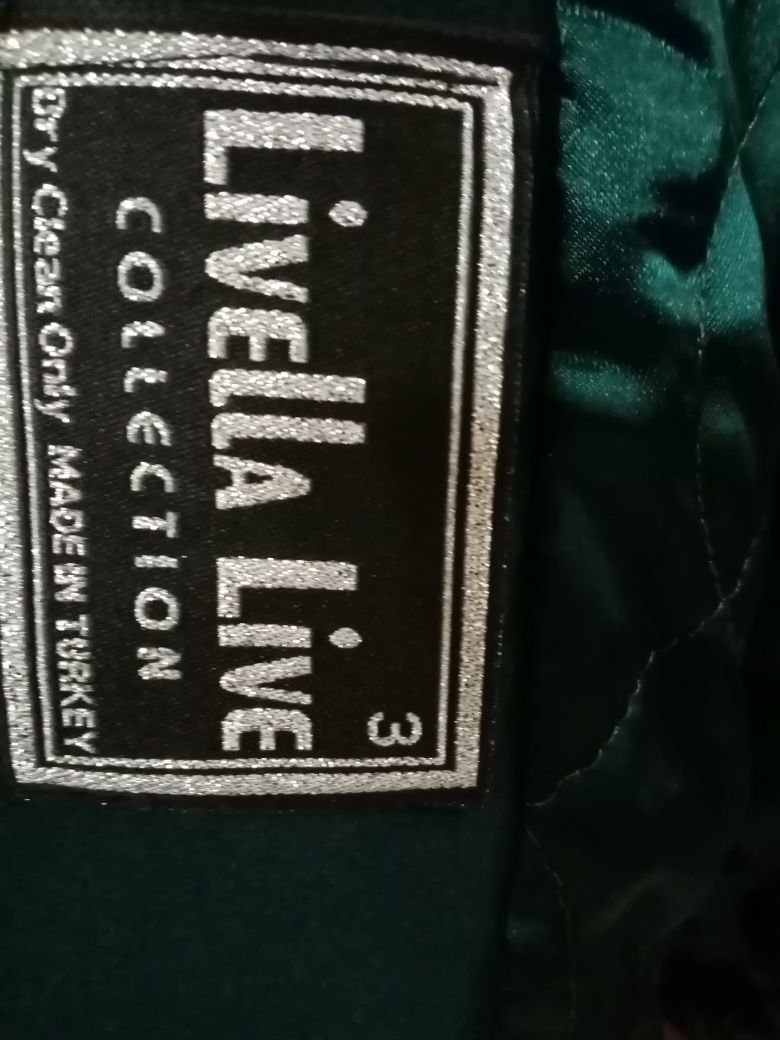 3
LiVEllA LiVE
COllECTION
Dry Clean Only MADE IN TURKEY